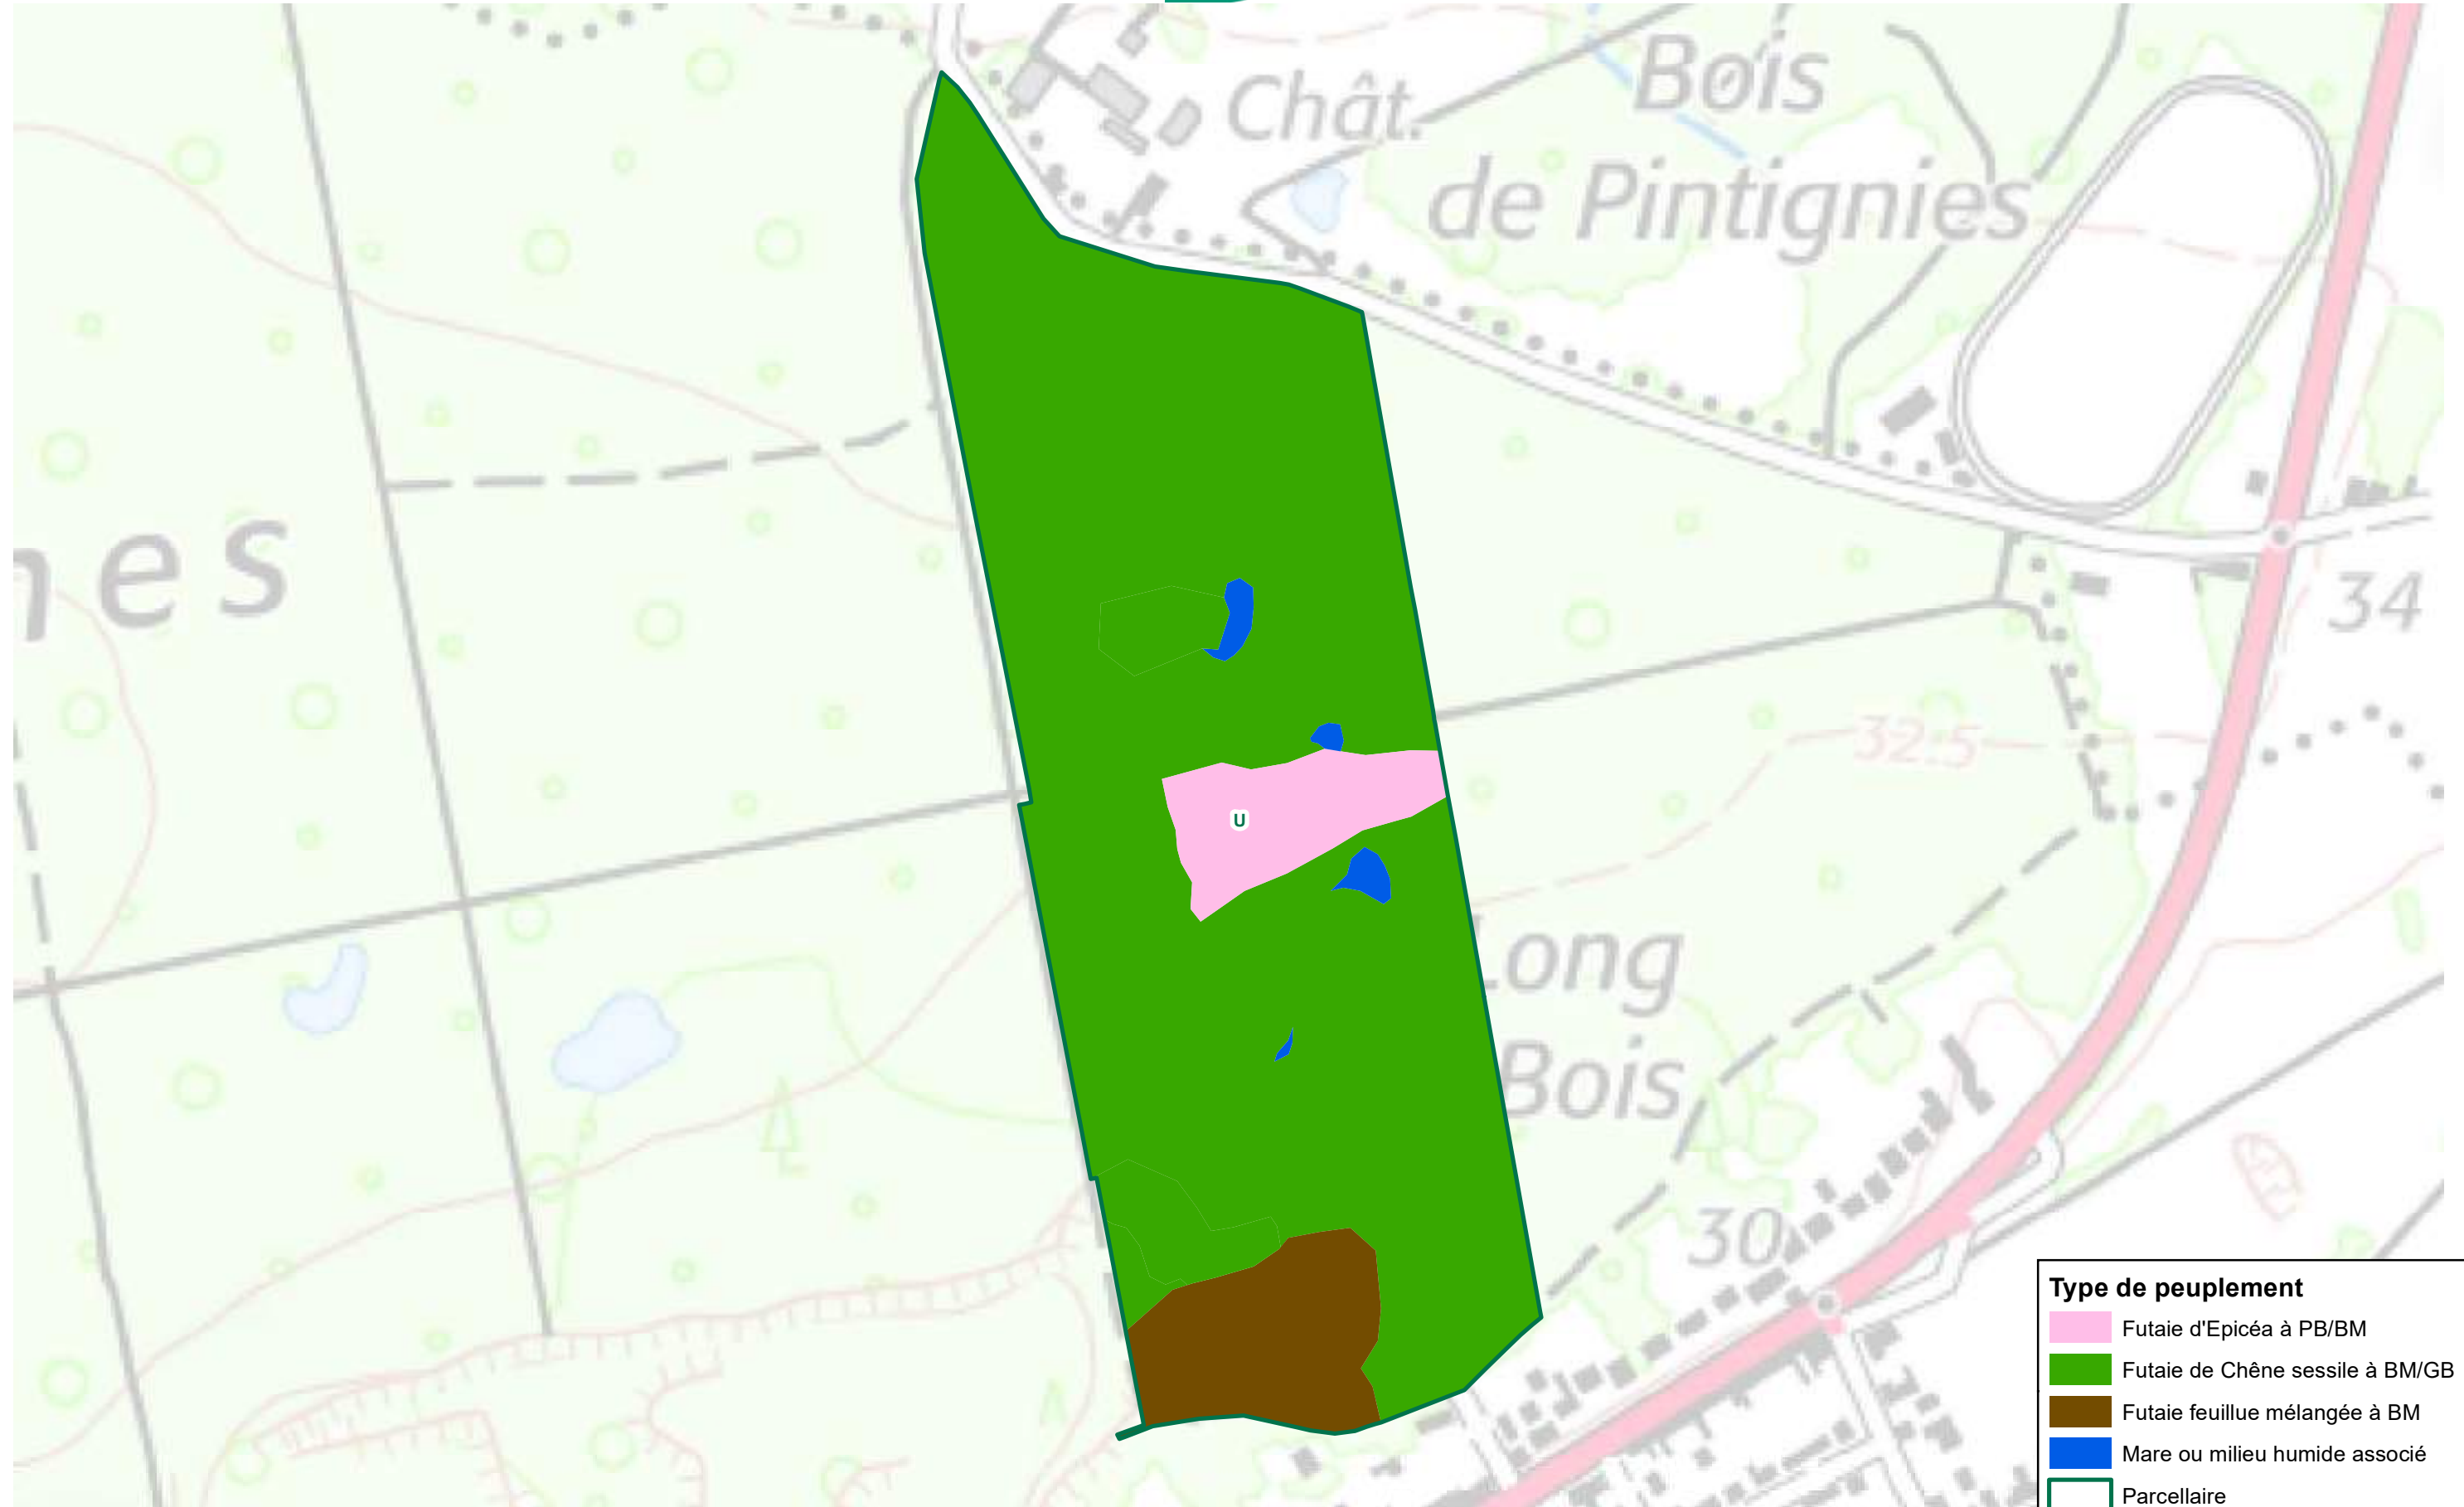 Chât.
Bois
de Pintignies
nes
34
32.5
U
Long
Bois
30
Type de peuplement
Futaie d'Epicéa à PB/BM
Futaie de Chêne sessile à BM/GB
Futaie feuillue mélangée à BM
Mare ou milieu humide associé
Parcellaire